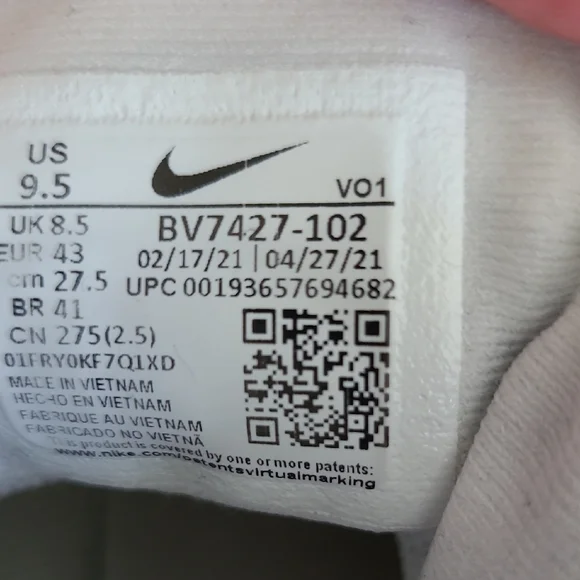 US
9.5
VO1
UK 8.5
BV7427-102
EUR 43
02/17/21 | 04/27/21
cm 27.5
UPC 00193657694682
BR 41
CN 275(2.5)
01FRY0KF7Q1XD
MADE IN VIETNAM
HECHO EN VIETNAM
FABRIQUE AU VIETNAM
FABRICADO NO VIETNÃ
This product is covered by one or more patents:
www.nike.com/patentsvirtualmarking